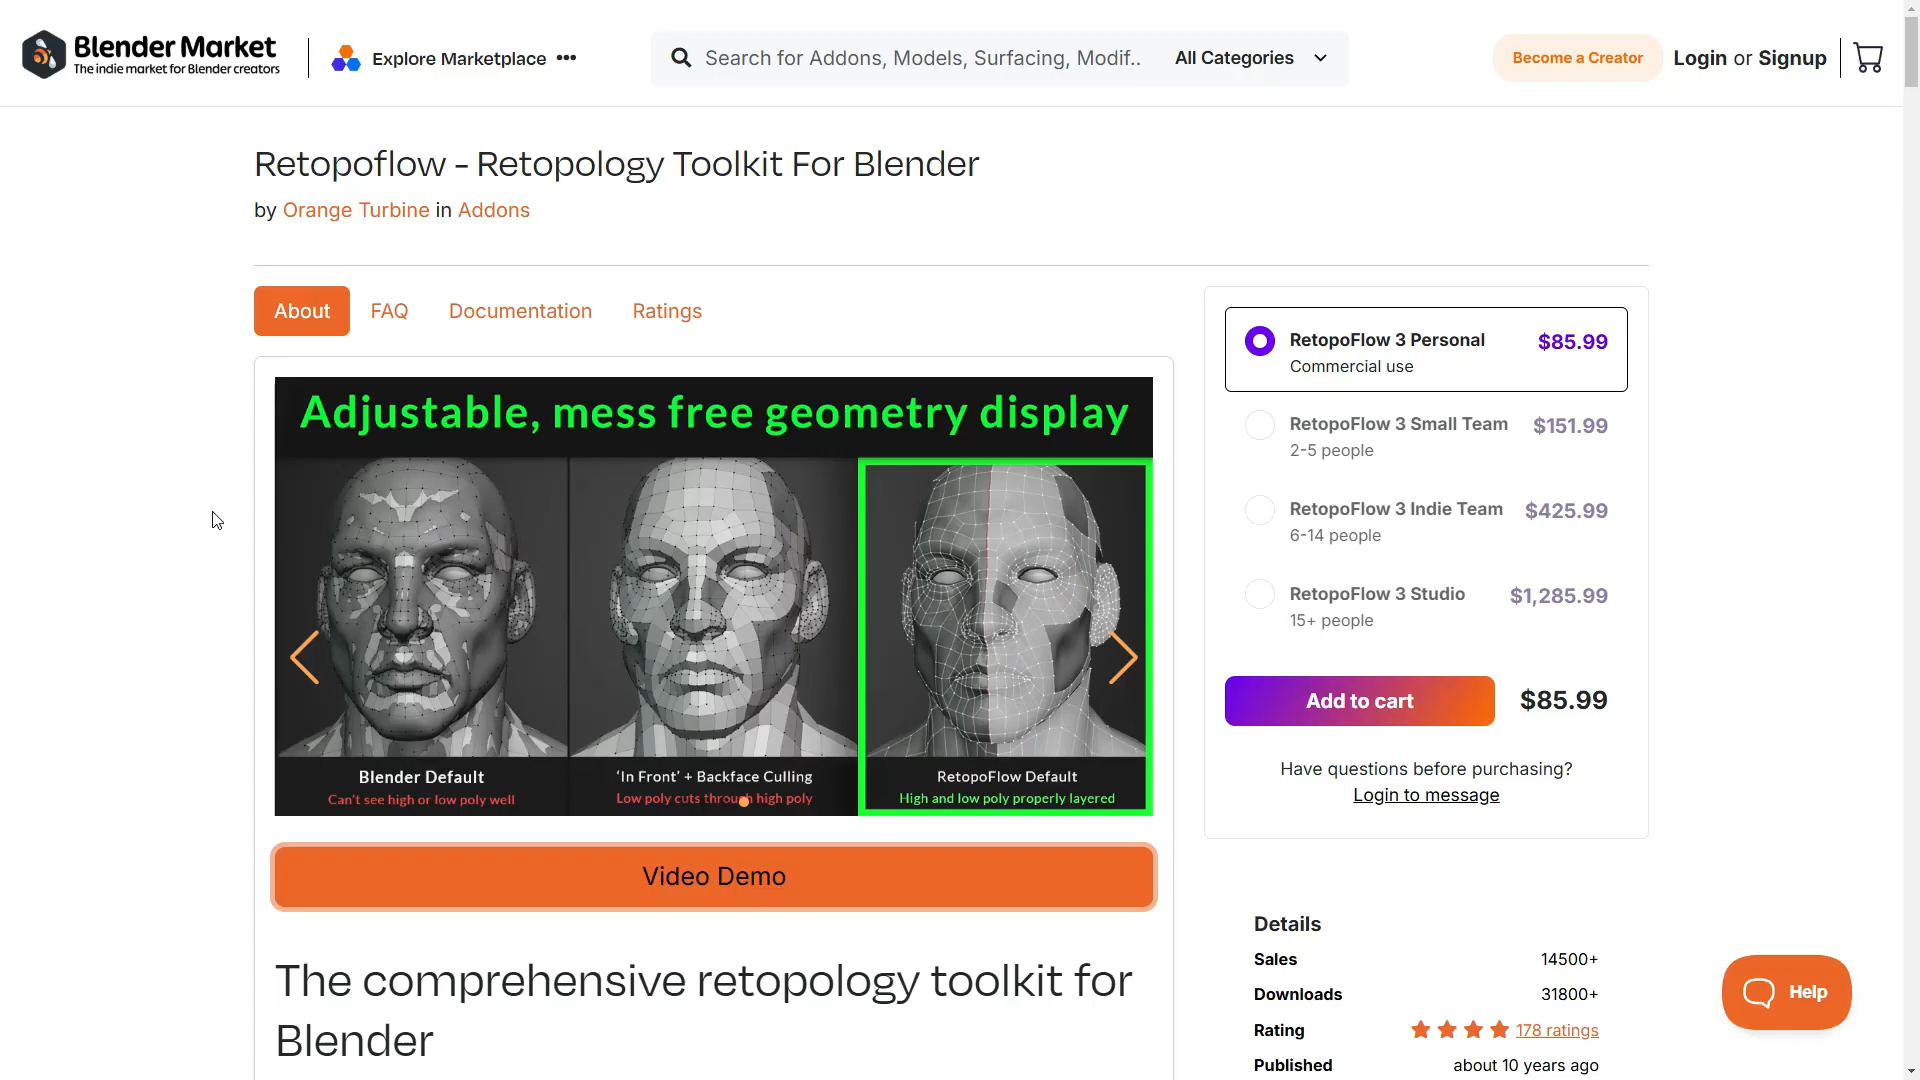 Blender Market
The indie market for Blender creators
Explore Marketplace •••
Search for Addons, Models, Surfacing, Modif..
All Categories
Become a Creator
Login or Signup
Retopoflow - Retopology Toolkit For Blender
by Orange Turbine in Addons
About
FAQ
Documentation
Ratings
Adjustable, mess free geometry display
Blender Default
Can't see high or low poly well
'In Front' + Backface Culling
Low poly cuts through high poly
RetopoFlow Default
High and low poly properly layered
Video Demo
The comprehensive retopology toolkit for
Blender
RetopoFlow 3 Personal $85.99
Commercial use
RetopoFlow 3 Small Team $151.99
2-5 people
RetopoFlow 3 Indie Team $425.99
6-14 people
RetopoFlow 3 Studio $1,285.99
15+ people
Add to cart $85.99
Have questions before purchasing?
Login to message
Details
Sales 14500+
Downloads 31800+
Rating 178 ratings
Published about 10 years ago
Help